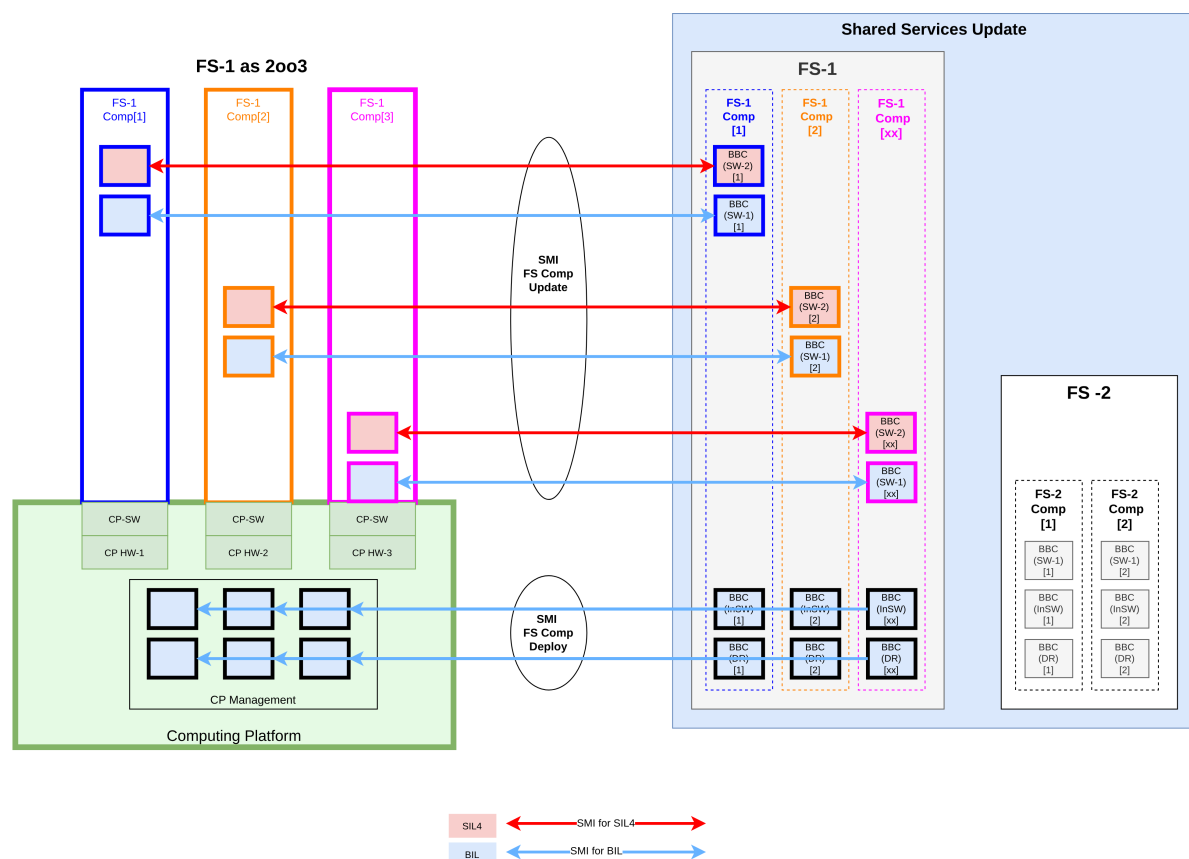 Shared Services Update
FS-1 as 2oo3
FS-1
FS-1
Comp[1]
FS-1
Comp[2]
FS-1
Comp[3]
FS-1
Comp
[1]
FS-1
Comp
[2]
FS-1
Comp
[xx]
BBC
(SW-2)
[1]
BBC
(SW-1)
[1]
SMI
FS Comp
Update
BBC
(SW-2)
[2]
BBC
(SW-1)
[2]
BBC
(SW-2)
[xx]
BBC
(SW-1)
[xx]
FS -2
FS-2
Comp
[1]
FS-2
Comp
[2]
BBC
(SW-1)
[1]
BBC
(SW-1)
[2]
BBC
(InSW)
[1]
BBC
(InSW)
[2]
BBC
(DR)
[1]
BBC
(DR)
[2]
CP-SW
CP-SW
CP-SW
CP HW-1
CP HW-2
CP HW-3
SMI
FS Comp
Deploy
BBC
(InSW)
[1]
BBC
(InSW)
[2]
BBC
(InSW)
[xx]
BBC
(DR)
[1]
BBC
(DR)
[2]
BBC
(DR)
[xx]
CP Management
Computing Platform
SIL4
SMI for SIL4
BIL
SMI for BIL